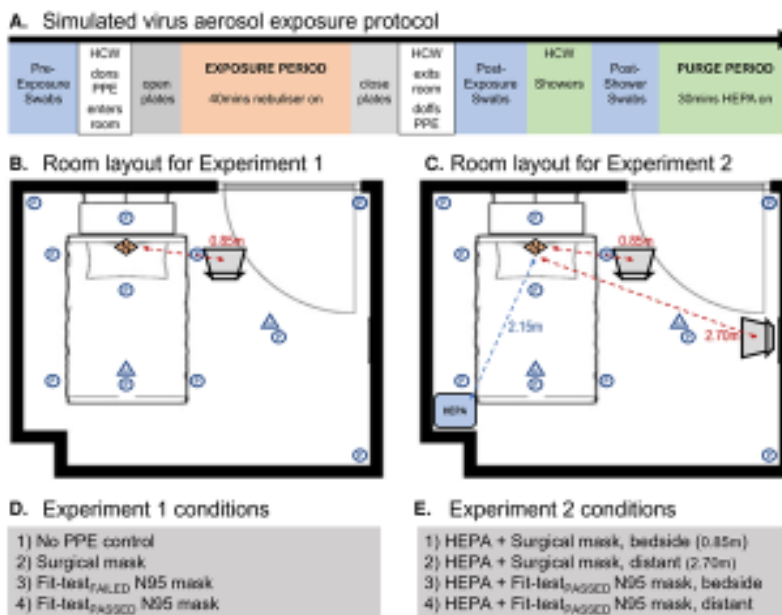 A. Simulated virus aerosol exposure protocol
Pre-
Exposure
Swabs
HCW
dons
PPE
enters
room
open
plates
EXPOSURE PERIOD
40mins nebuliser on
close
plates
HCW
exits
room
doffs
PPE
Post-
Exposure
Swabs
HCW
Showers
Post-
Shower
Swabs
PURGE PERIOD
30mins HEPA on
B. Room layout for Experiment 1
0.85m
C. Room layout for Experiment 2
0.85m
2.15m
2.70m
HEPA
D. Experiment 1 conditions
1) No PPE control
2) Surgical mask
3) Fit-testFAILED N95 mask
4) Fit-testPASSED N95 mask
E. Experiment 2 conditions
1) HEPA + Surgical mask, bedside (0.85m)
2) HEPA + Surgical mask, distant (2.70m)
3) HEPA + Fit-testPASSED N95 mask, bedside
4) HEPA + Fit-testPASSED N95 mask, distant